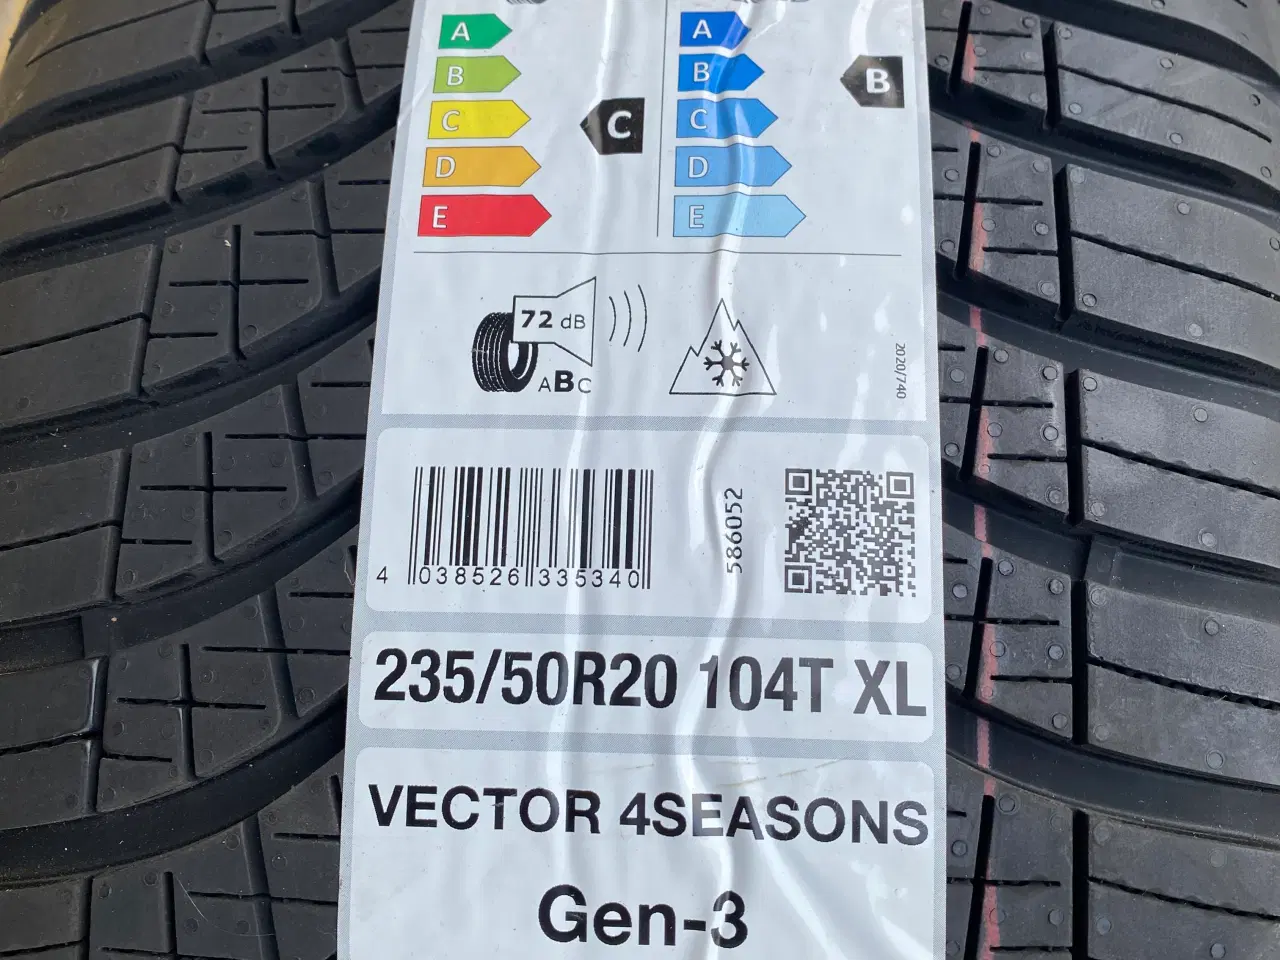 A
B
C
D
E
C
A
B
C
D
E
B
72 dB
ABC
2020/740
4 038526 335340
586052
235/50R20 104T XL
VECTOR 4SEASONS
Gen-3